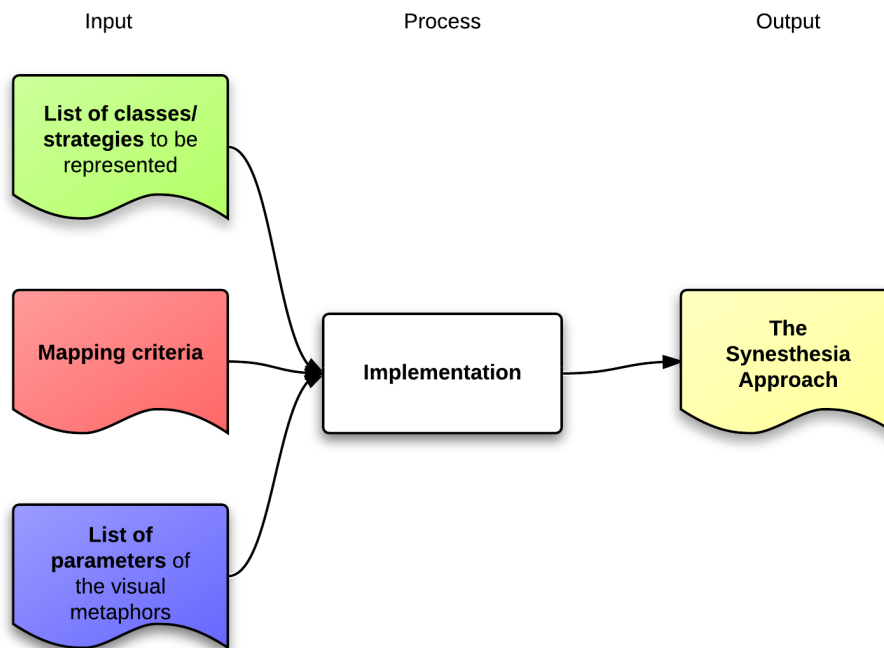 Input
Process
Output
List of classes/
strategies to be
represented
Mapping criteria
Implementation
The
Synesthesia
Approach
List of
parameters of
the visual
metaphors